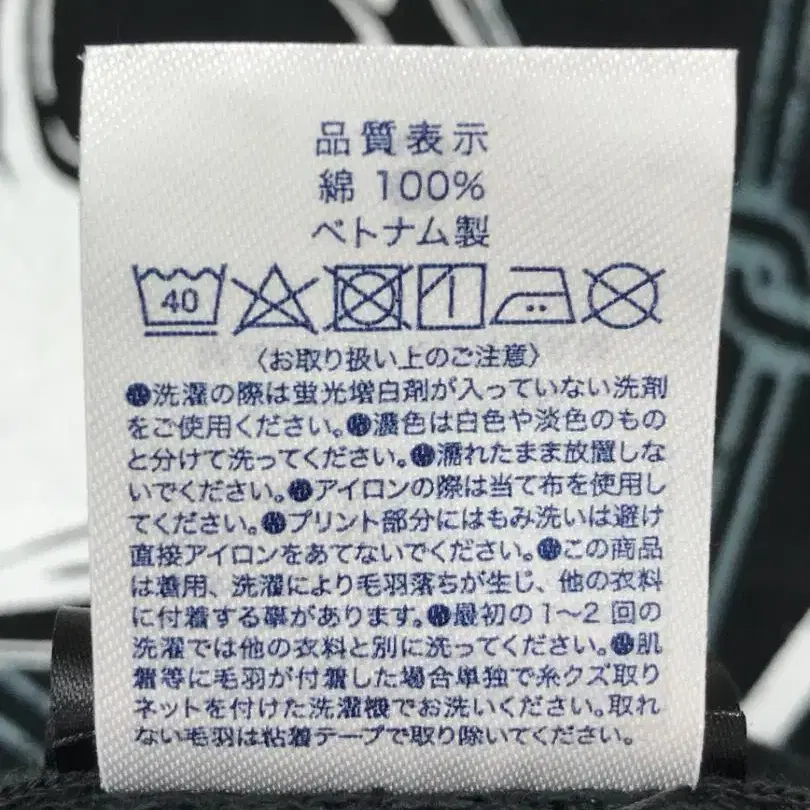 品質表示
綿 100%
ベトナム製
40
〈お取り扱い上のご注意〉
●洗濯の際は蛍光増白剤が入っていない洗剤
をご使用ください。●濃色は白色や淡色のもの
と分けて洗ってください。●濡れたまま放置しな
いでください。●アイロンの際は当て布を使用し
てください。●プリント部分にはもみ洗いは避け
直接アイロンをあてないでください。●この商品
は着用、洗濯により毛羽落ちが生じ、他の衣料
に付着する事があります。●最初の1〜2回の
洗濯では他の衣料と別に洗ってください。●肌
着等に毛羽が付着した場合単独で糸クズ取り
ネットを付けた洗濯機でお洗いください。取れ
ない毛羽は粘着テープで取り除いてください。